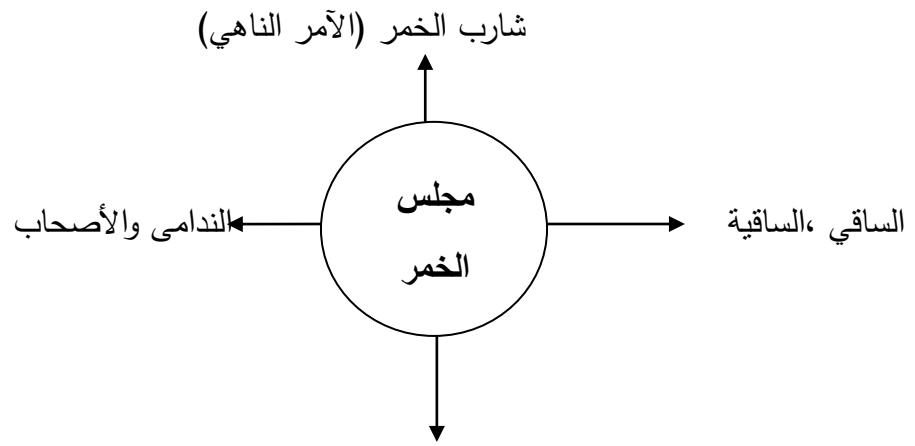 شارب الخمر (الآمر الناهي)
مجلس
الخمر
الساقي ،الساقية
الندامى والأصحاب